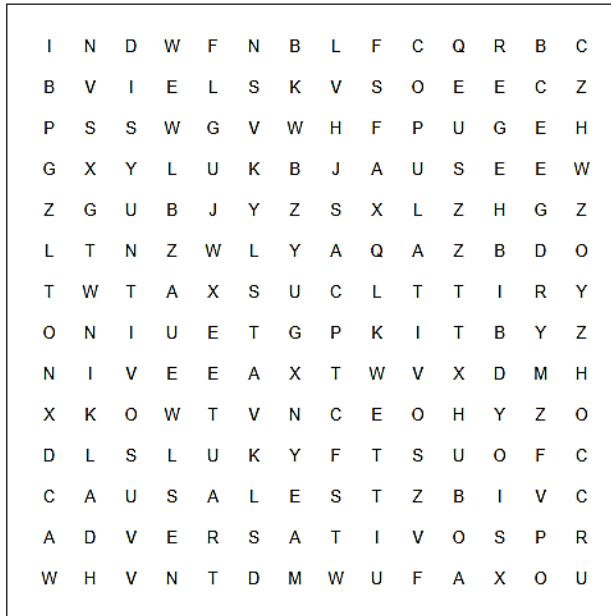 I N D W F N B L F C Q R B C
B V I E L S K V S O E E C Z
P S S W G V W H F P U G E H
G X Y L U K B J A U S E E W
Z G U B J Y Z S X L Z H G Z
L T N Z W L Y A Q A Z B D O
T W T A X S U C L T T I R Y
O N I U E T G P K I T B Y Z
N I V E E A X T W V X D M H
X K O W T V N C E O H Y Z O
D L S L U K Y F T S U O F C
C A U S A L E S T Z B I V C
A D V E R S A T I V O S P R
W H V N T D M W U F A X O U